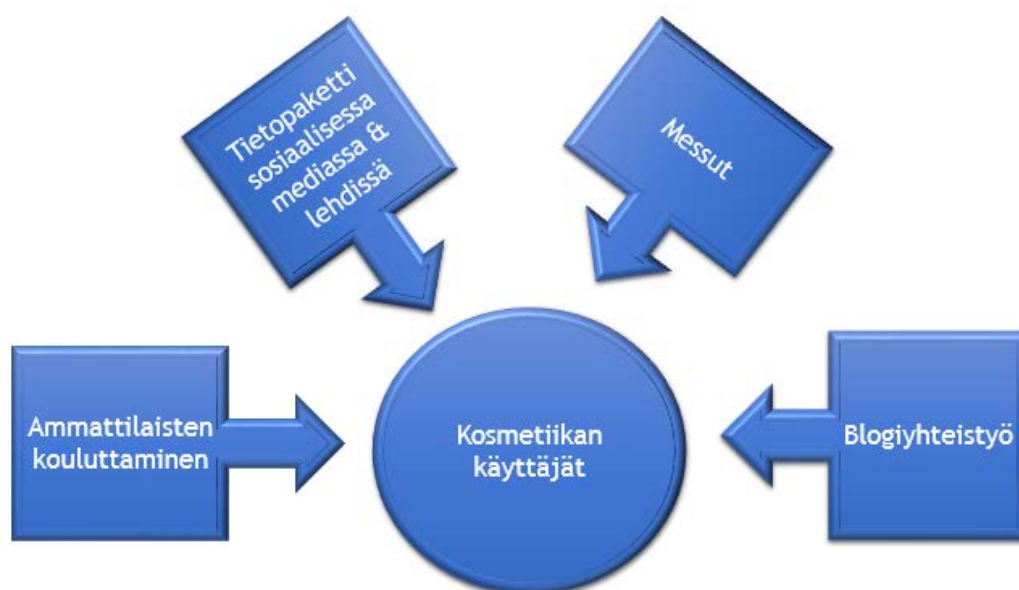 Tietopaketti
sosiaalisessa
mediassa &
lehdissä
Messut
Ammattilaisten
kouluttaminen
Kosmetiikan
käyttäjät
Blogiyhteistyö